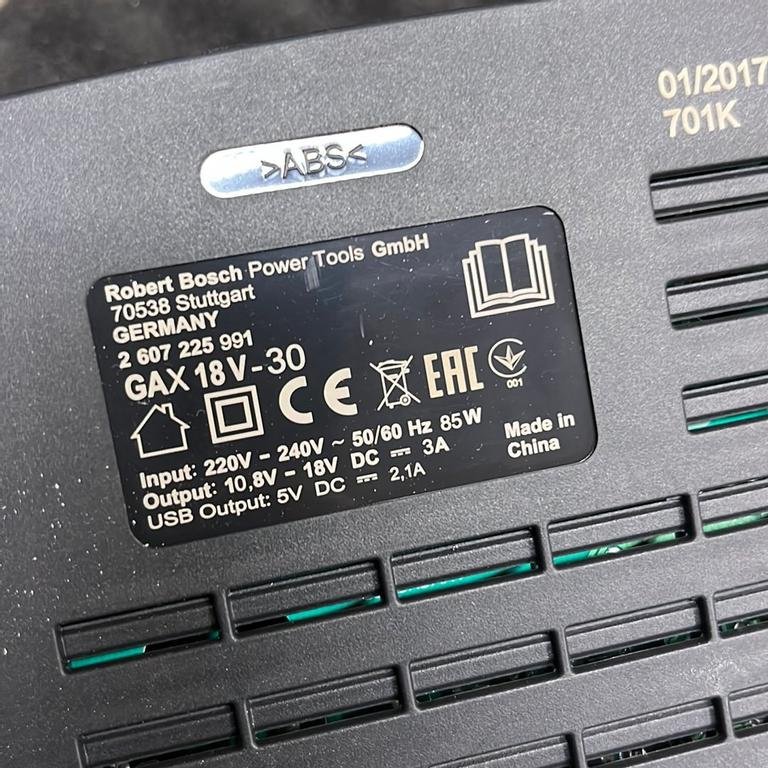 01/2017
701K
>ABS<
Robert Bosch Power Tools GmbH
70538 Stuttgart
GERMANY
2 607 225 991
GAX 18V-30
CE EAC 001
Input: 220V - 240V ~ 50/60 Hz 85W
Output: 10,8V - 18V DC ⎓ 3A
USB Output: 5V DC ⎓ 2,1A
Made in
China